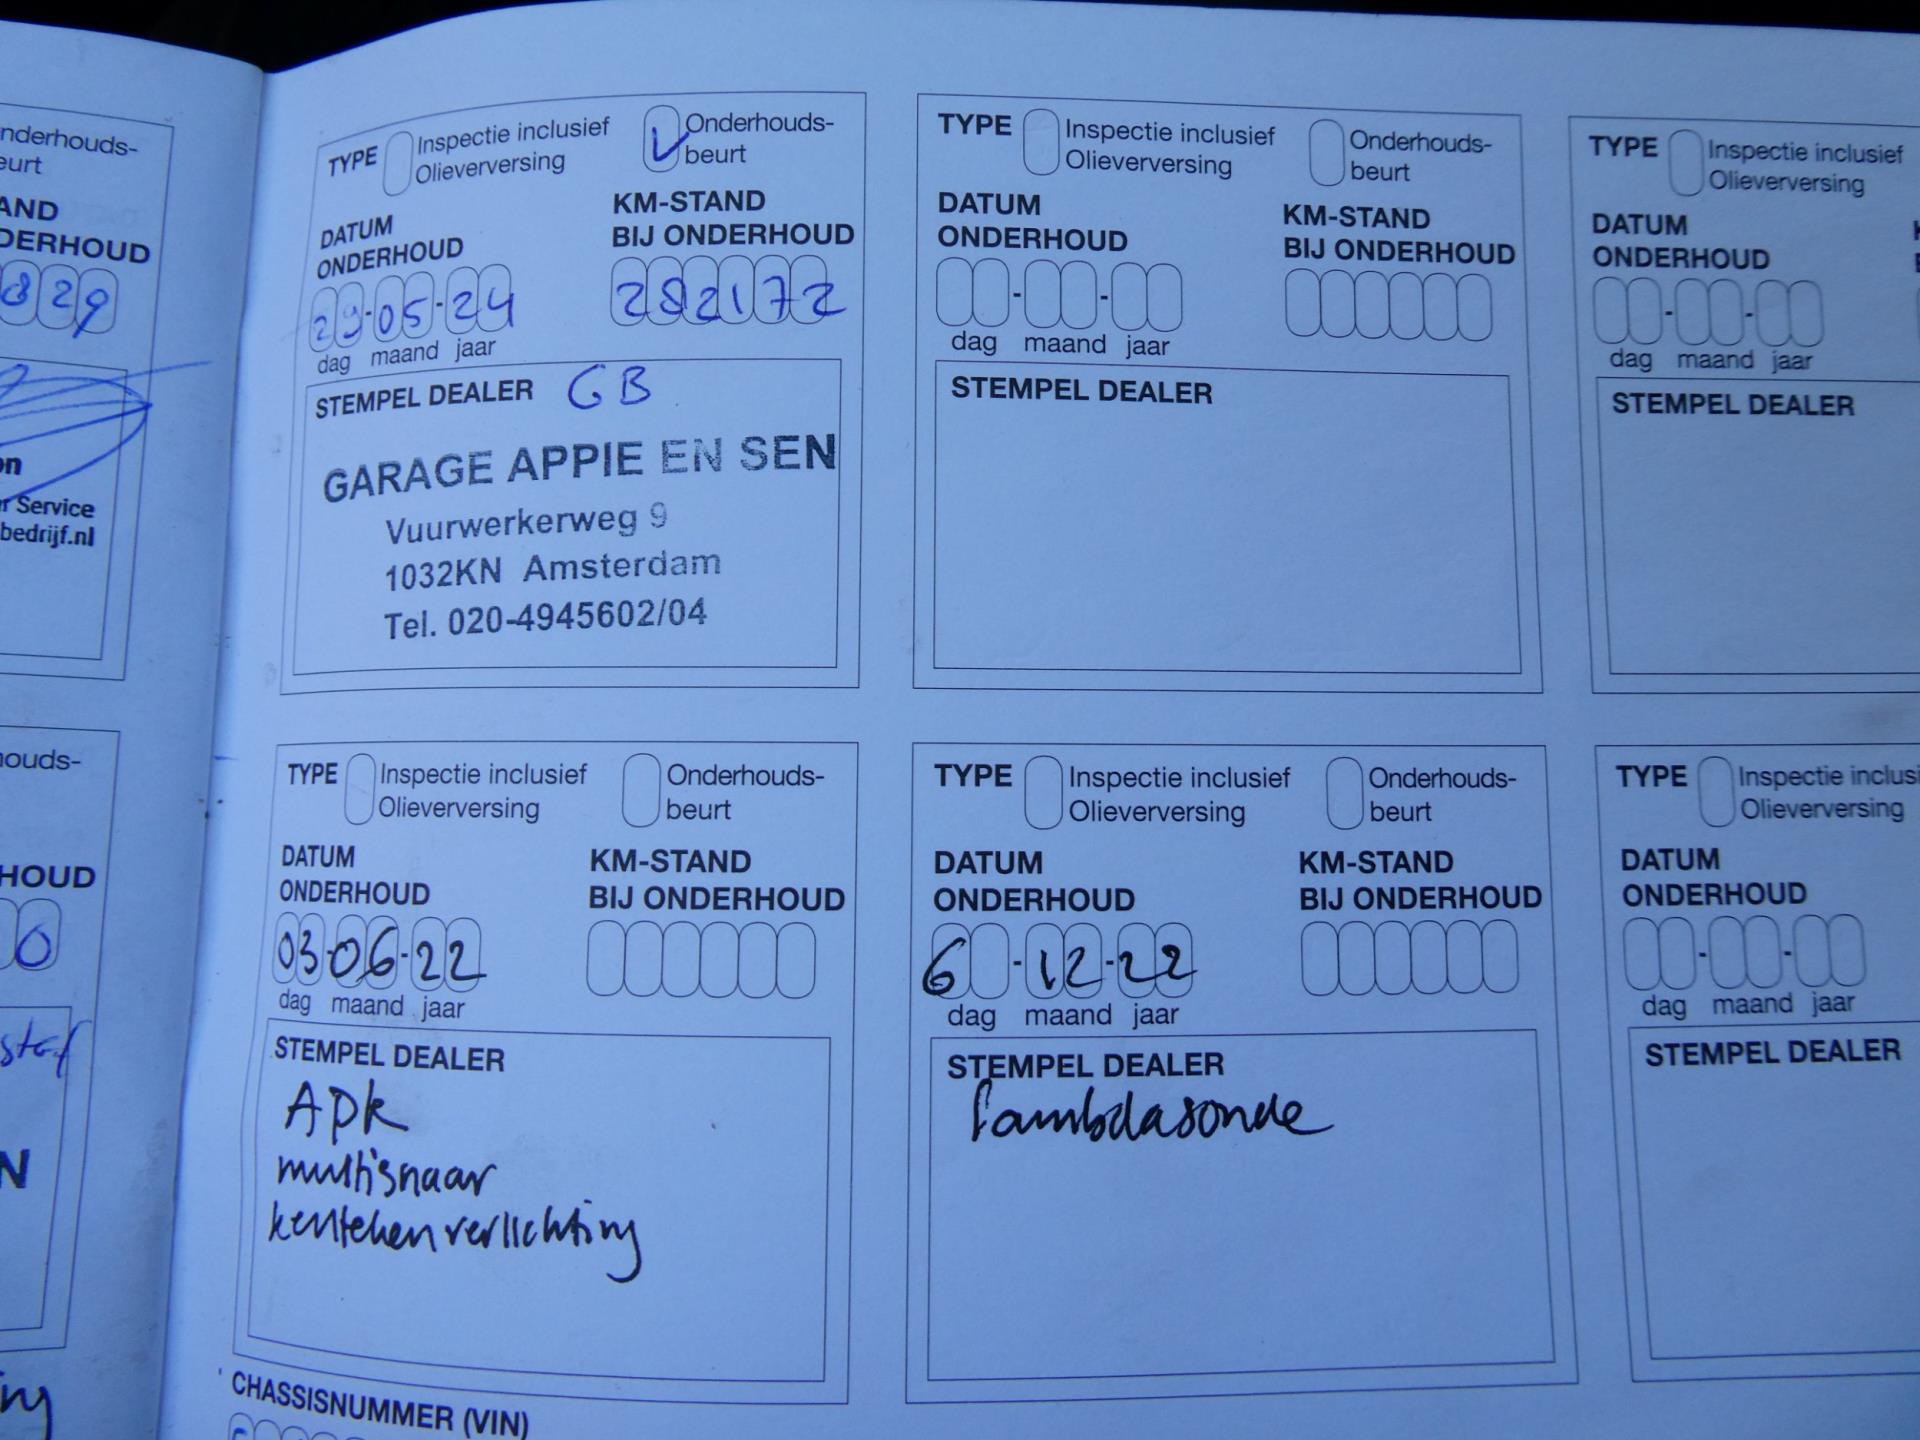 nderhouds-
eurt
AND
DERHOUD
829
on
r Service
bedrijf.nl
TYPE Inspectie inclusief Olieverversing
Onderhouds-
beurt
DATUM
ONDERHOUD
KM-STAND
BIJ ONDERHOUD
29-05-24
282172
dag maand jaar
STEMPEL DEALER GB
GARAGE APPIE EN SEN
Vuurwerkerweg 9
1032KN Amsterdam
Tel. 020-4945602/04
TYPE Inspectie inclusief
Olieverversing
Onderhouds-
beurt
DATUM
ONDERHOUD
KM-STAND
BIJ ONDERHOUD
dag maand jaar
STEMPEL DEALER
TYPE Inspectie inclusief
Olieverversing
DATUM
ONDERHOUD
dag maand jaar
STEMPEL DEALER
houds-
HOUD
0
N
TYPE Inspectie inclusief
Olieverversing
Onderhouds-
beurt
DATUM
ONDERHOUD
KM-STAND
BIJ ONDERHOUD
03-06-22
dag maand jaar
STEMPEL DEALER
APK
multisnaar
kentekenverlichting
CHASSISNUMMER (VIN)
TYPE Inspectie inclusief
Olieverversing
Onderhouds-
beurt
DATUM
ONDERHOUD
KM-STAND
BIJ ONDERHOUD
6-12-22
dag maand jaar
STEMPEL DEALER
lambdasonde
TYPE Inspectie inclusi
Olieverversing
DATUM
ONDERHOUD
dag maand jaar
STEMPEL DEALER